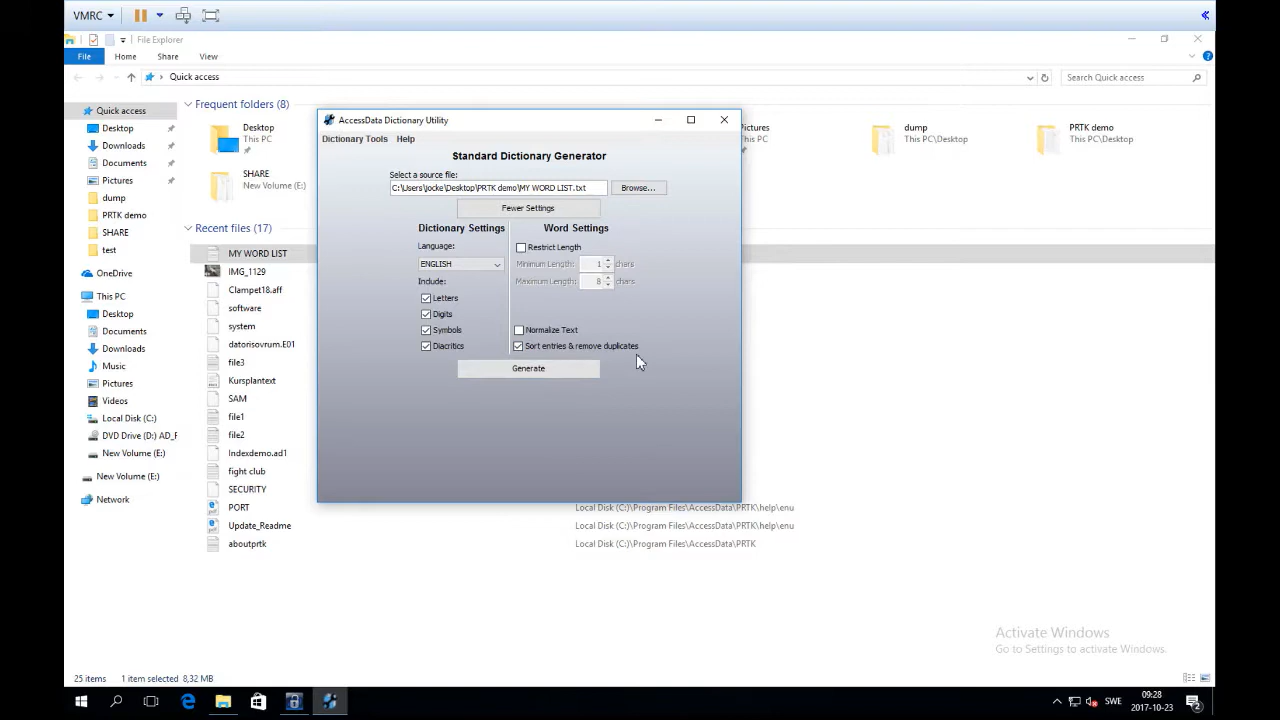 VMRC
File Explorer
File Home Share View
Quick access
Search Quick access
Quick access
Desktop
Downloads
Documents
Pictures
dump
PRTK demo
SHARE
test
OneDrive
This PC
Desktop
Documents
Downloads
Music
Pictures
Videos
Local Disk (C:)
DVD Drive (D:) AD_F
New Volume (E:)
New Volume (E:)
Network
Frequent folders (8)
Desktop
This PC
Pictures
This PC
dump
This PC\Desktop
PRTK demo
This PC\Desktop
SHARE
New Volume (E:)
Recent files (17)
MY WORD LIST
IMG_1129
Clampet18.aff
software
system
datorisovrum.E01
file3
Kursplantext
SAM
file1
file2
Indexdemo.ad1
fight club
SECURITY
PORT Local Disk (C:)\Program Files\AccessData\PRTK\help\enu
Update_Readme Local Disk (C:)\Program Files\AccessData\PRTK\help\enu
aboutprtk Local Disk (C:)\Program Files\AccessData\PRTK
AccessData Dictionary Utility
Dictionary Tools Help
Standard Dictionary Generator
Select a source file:
C:\Users\jocke\Desktop\PRTK demo\MY WORD LIST.txt Browse...
Fewer Settings
Dictionary Settings Word Settings
Language: Restrict Length
ENGLISH Minimum Length: 1 chars
Include: Maximum Length: 8 chars
Letters
Digits
Symbols Normalize Text
Diacritics Sort entries & remove duplicates
Generate
Activate Windows
Go to Settings to activate Windows.
25 items 1 item selected 8,32 MB
SWE
09:28
2017-10-23
2